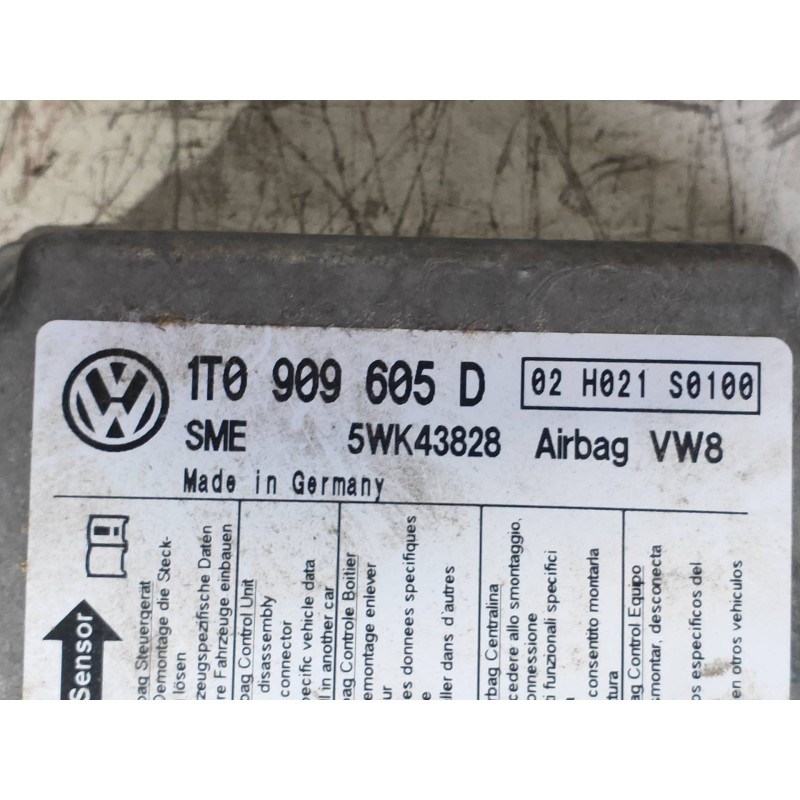 1T0 909 605 D
02 H021 S0100
SME 5WK43828 Airbag VW8
Made in Germany
Sensor
bag Steuergerät
Demontage die Steck-
lösen
zeugspezifische Daten
re Fahrzeuge einbauen
bag Control Unit
disassembly
connector
pecific vehicle data
l in another car
bag Controle Boitier
emontage enlever
ur
es donnees specifiques
ller dans d'autres
rbag Centralina
cedere allo smontaggio,
onnessione
i funzionali specifici
consentito montarla
tura
ag Control Equipo
smontar, desconecta
os especificos del
en otros vehiculos